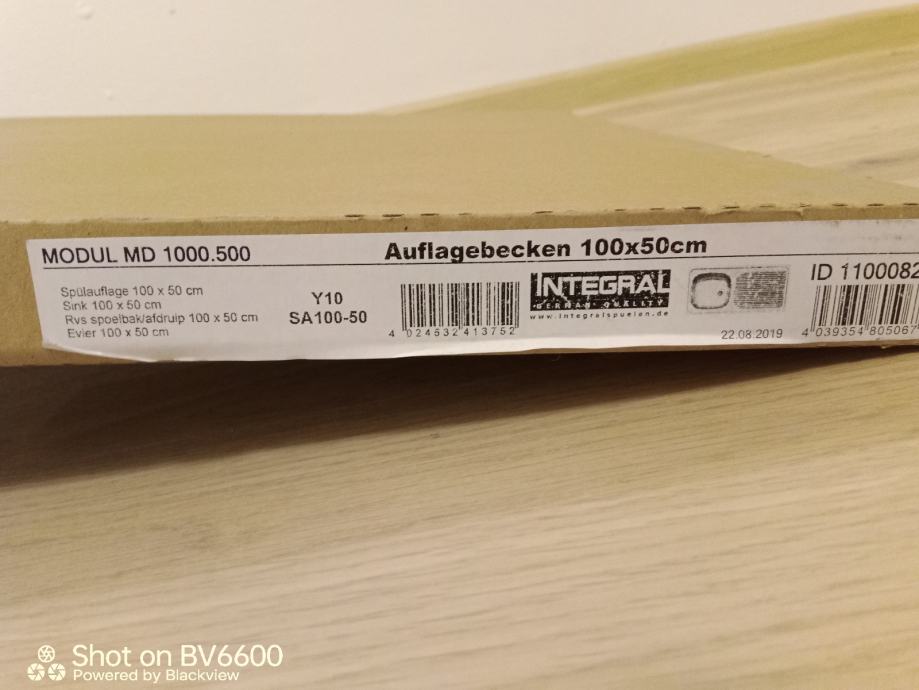 MODUL MD 1000.500
Auflagebecken 100x50cm
Spülauflage 100 x 50 cm
Sink 100 x 50 cm
Rvs spoelbak/afdruip 100 x 50 cm
Evier 100 x 50 cm
Y10
SA100-50
4 024532 413752
INTEGRAL
GERMAN QUALITY
www.integralspuelen.de
22.08.2019
ID 1100082
4 039354 805067
Shot on BV6600
Powered by Blackview